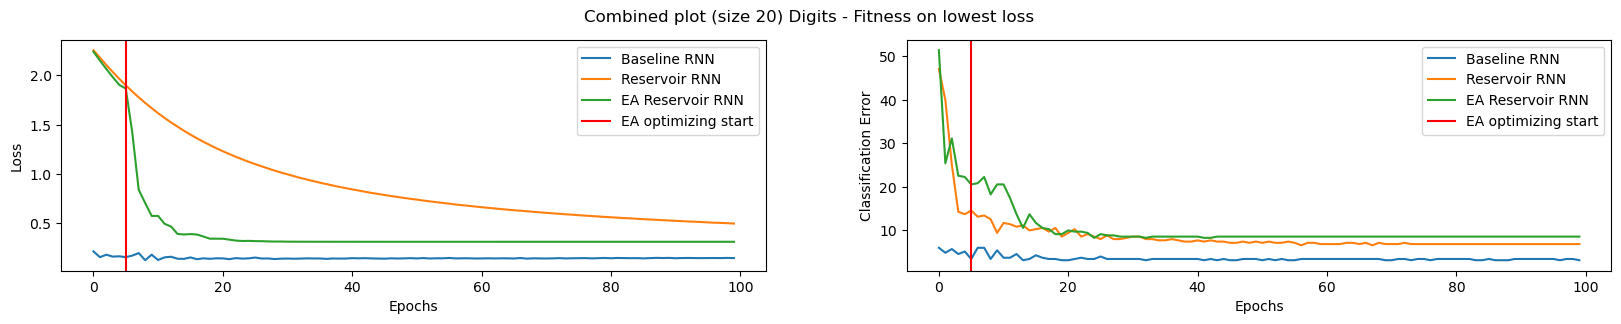 Combined plot (size 20) Digits - Fitness on lowest loss
Loss
2.0
1.5
1.0
0.5
0
20
40
60
80
100
Epochs
Baseline RNN
Reservoir RNN
EA Reservoir RNN
EA optimizing start
Classification Error
50
40
30
20
10
0
20
40
60
80
100
Epochs
Baseline RNN
Reservoir RNN
EA Reservoir RNN
EA optimizing start